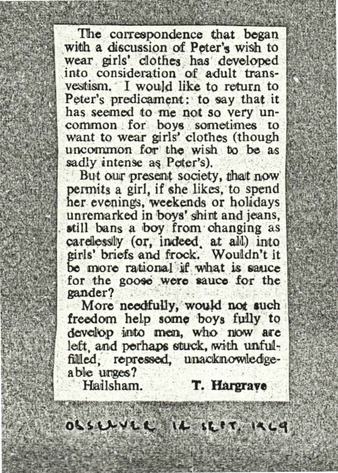 The correspondence that began
with a discussion of Peter's wish to
wear girls' clothes has developed
into consideration of adult trans-
vestism. I would like to return to
Peter's predicament: to say that it
has seemed to me not so very un-
common for boys sometimes to
want to wear girls' clothes (though
uncommon for the wish to be as
sadly intense as Peter's).
But our present society, that now
permits a girl, if she likes, to spend
her evenings, weekends or holidays
unremarked in boys' shirt and jeans,
still bans a boy from changing as
carelessly (or, indeed, at all) into
girls' briefs and frock. Wouldn't it
be more rational if what is sauce
for the goose were sauce for the
gander?
More needfully, would not such
freedom help some boys fully to
develop into men, who now are
left, and perhaps stuck, with unful-
filled, repressed, unacknowledge-
able urges?
Hailsham. T. Hargrave
OBSERVER 14 SEPT. 1969